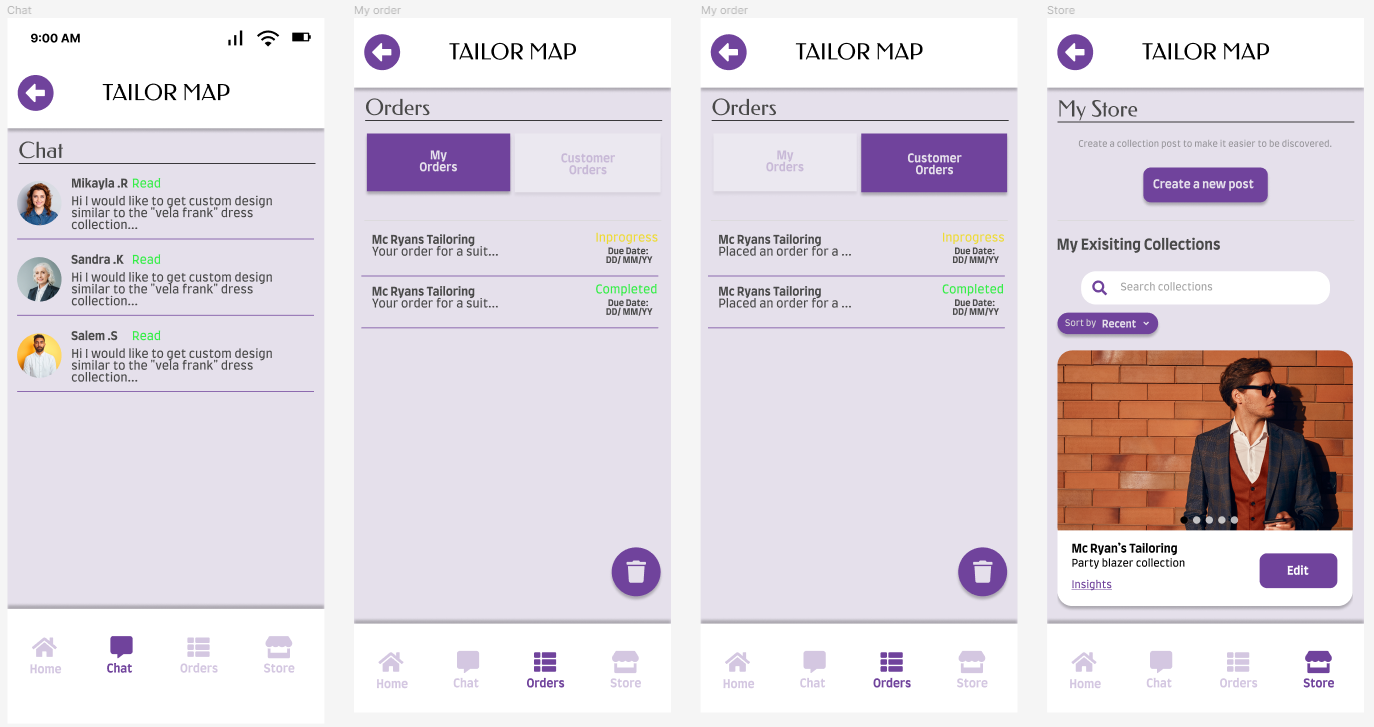 Chat
9:00 AM
TAILOR MAP
Chat
Mikayla .R Read
Hi I would like to get custom design
similar to the "vela frank" dress
collection...
Sandra .K Read
Hi I would like to get custom design
similar to the "vela frank" dress
collection...
Salem .S Read
Hi I would like to get custom design
similar to the "vela frank" dress
collection...
Home
Chat
Orders
Store
My order
TAILOR MAP
Orders
My
Orders
Customer
Orders
Mc Ryans Tailoring
Your order for a suit...
Inprogress
Due Date:
DD/ MM/YY
Mc Ryans Tailoring
Your order for a suit...
Completed
Due Date:
DD/ MM/YY
Home
Chat
Orders
Store
My order
TAILOR MAP
Orders
My
Orders
Customer
Orders
Mc Ryans Tailoring
Placed an order for a ...
Inprogress
Due Date:
DD/ MM/YY
Mc Ryans Tailoring
Placed an order for a ...
Completed
Due Date:
DD/ MM/YY
Home
Chat
Orders
Store
Store
TAILOR MAP
My Store
Create a collection post to make it easier to be discovered.
Create a new post
My Exisiting Collections
Search collections
Sort by Recent
Mc Ryan's Tailoring
Party blazer collection
Insights
Edit
Home
Chat
Orders
Store